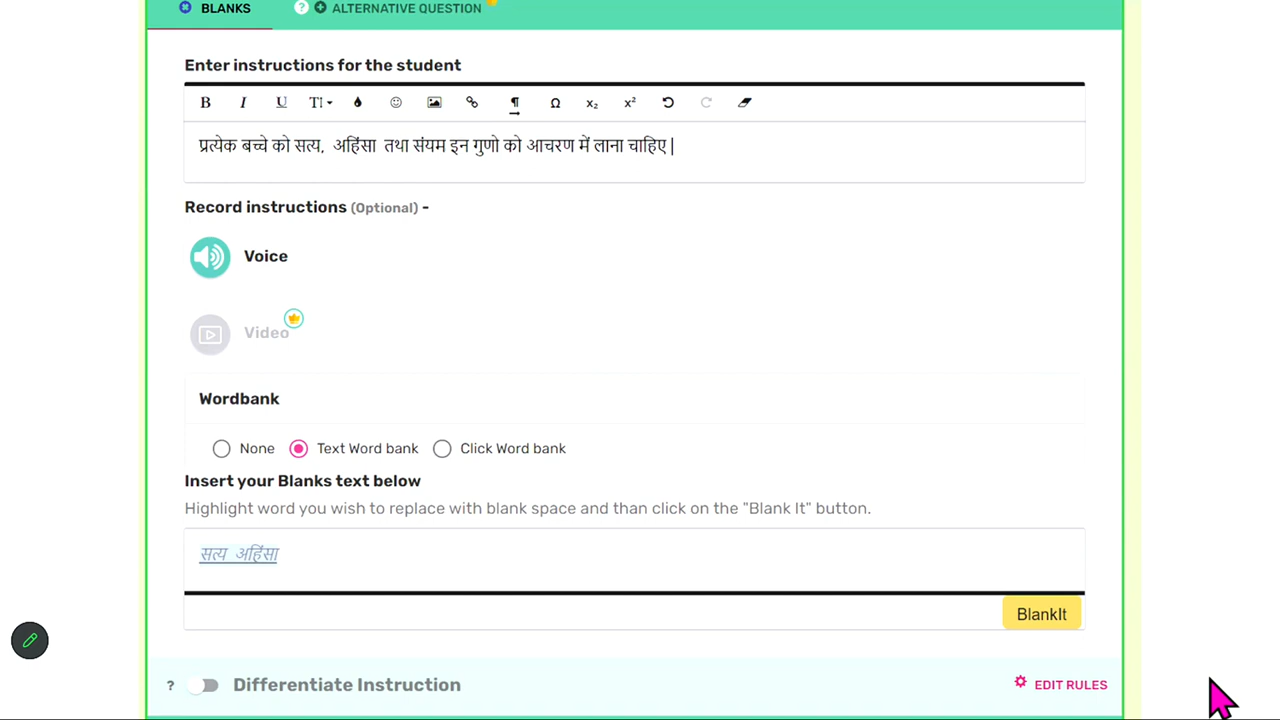 BLANKS ? ALTERNATIVE QUESTION
Enter instructions for the student
B I U T Ω x₂ x²
प्रत्येक बच्चे को सत्य, अहिंसा तथा संयम इन गुणो को आचरण में लाना चाहिए |
Record instructions (Optional) -
Voice
Video
Wordbank
None Text Word bank Click Word bank
Insert your Blanks text below
Highlight word you wish to replace with blank space and than click on the "Blank It" button.
सत्य अहिंसा
BlankIt
? Differentiate Instruction EDIT RULES